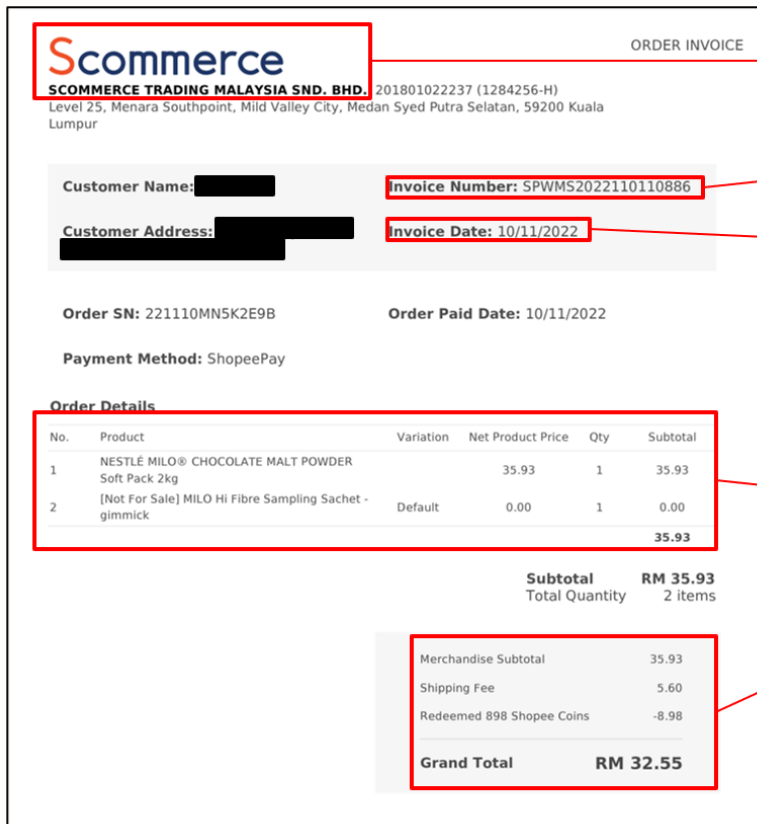 Scommerce
ORDER INVOICE
SCOMMERCE TRADING MALAYSIA SND. BHD. 201801022237 (1284256-H)
Level 25, Menara Southpoint, Mild Valley City, Medan Syed Putra Selatan, 59200 Kuala
Lumpur
Customer Name:
Invoice Number: SPWMS2022110110886
Customer Address:
Invoice Date: 10/11/2022
Order SN: 221110MN5K2E9B
Order Paid Date: 10/11/2022
Payment Method: ShopeePay
Order Details
No. Product Variation Net Product Price Qty Subtotal
1 NESTLÉ MILO® CHOCOLATE MALT POWDER 35.93 1 35.93
Soft Pack 2kg
2 [Not For Sale] MILO Hi Fibre Sampling Sachet - Default 0.00 1 0.00
gimmick
35.93
Subtotal RM 35.93
Total Quantity 2 items
Merchandise Subtotal 35.93
Shipping Fee 5.60
Redeemed 898 Shopee Coins -8.98
Grand Total RM 32.55